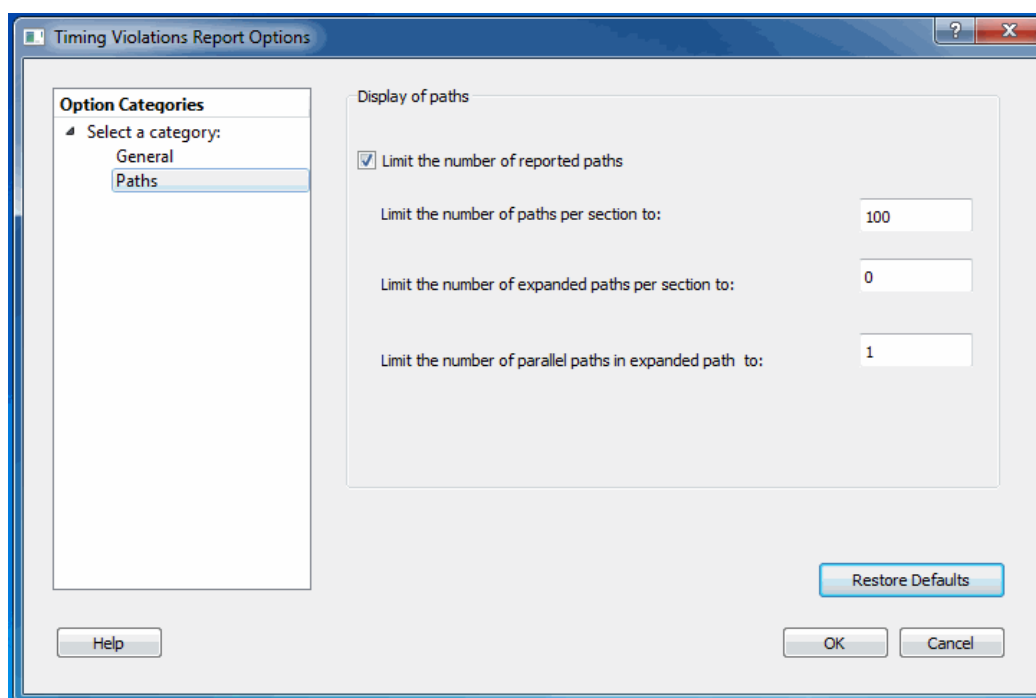 Timing Violations Report Options
?
X
Option Categories
Select a category:
General
Paths
Display of paths
Limit the number of reported paths
Limit the number of paths per section to:
100
Limit the number of expanded paths per section to:
0
Limit the number of parallel paths in expanded path to:
1
Restore Defaults
Help
OK
Cancel